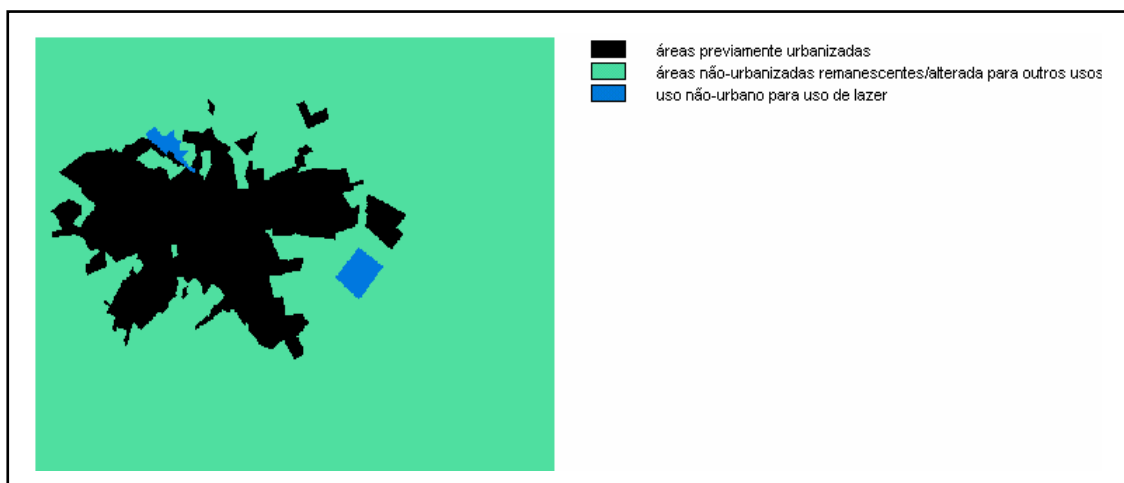 áreas previamente urbanizadas
áreas não-urbanizadas remanescentes/alterada para outros usos
uso não-urbano para uso de lazer